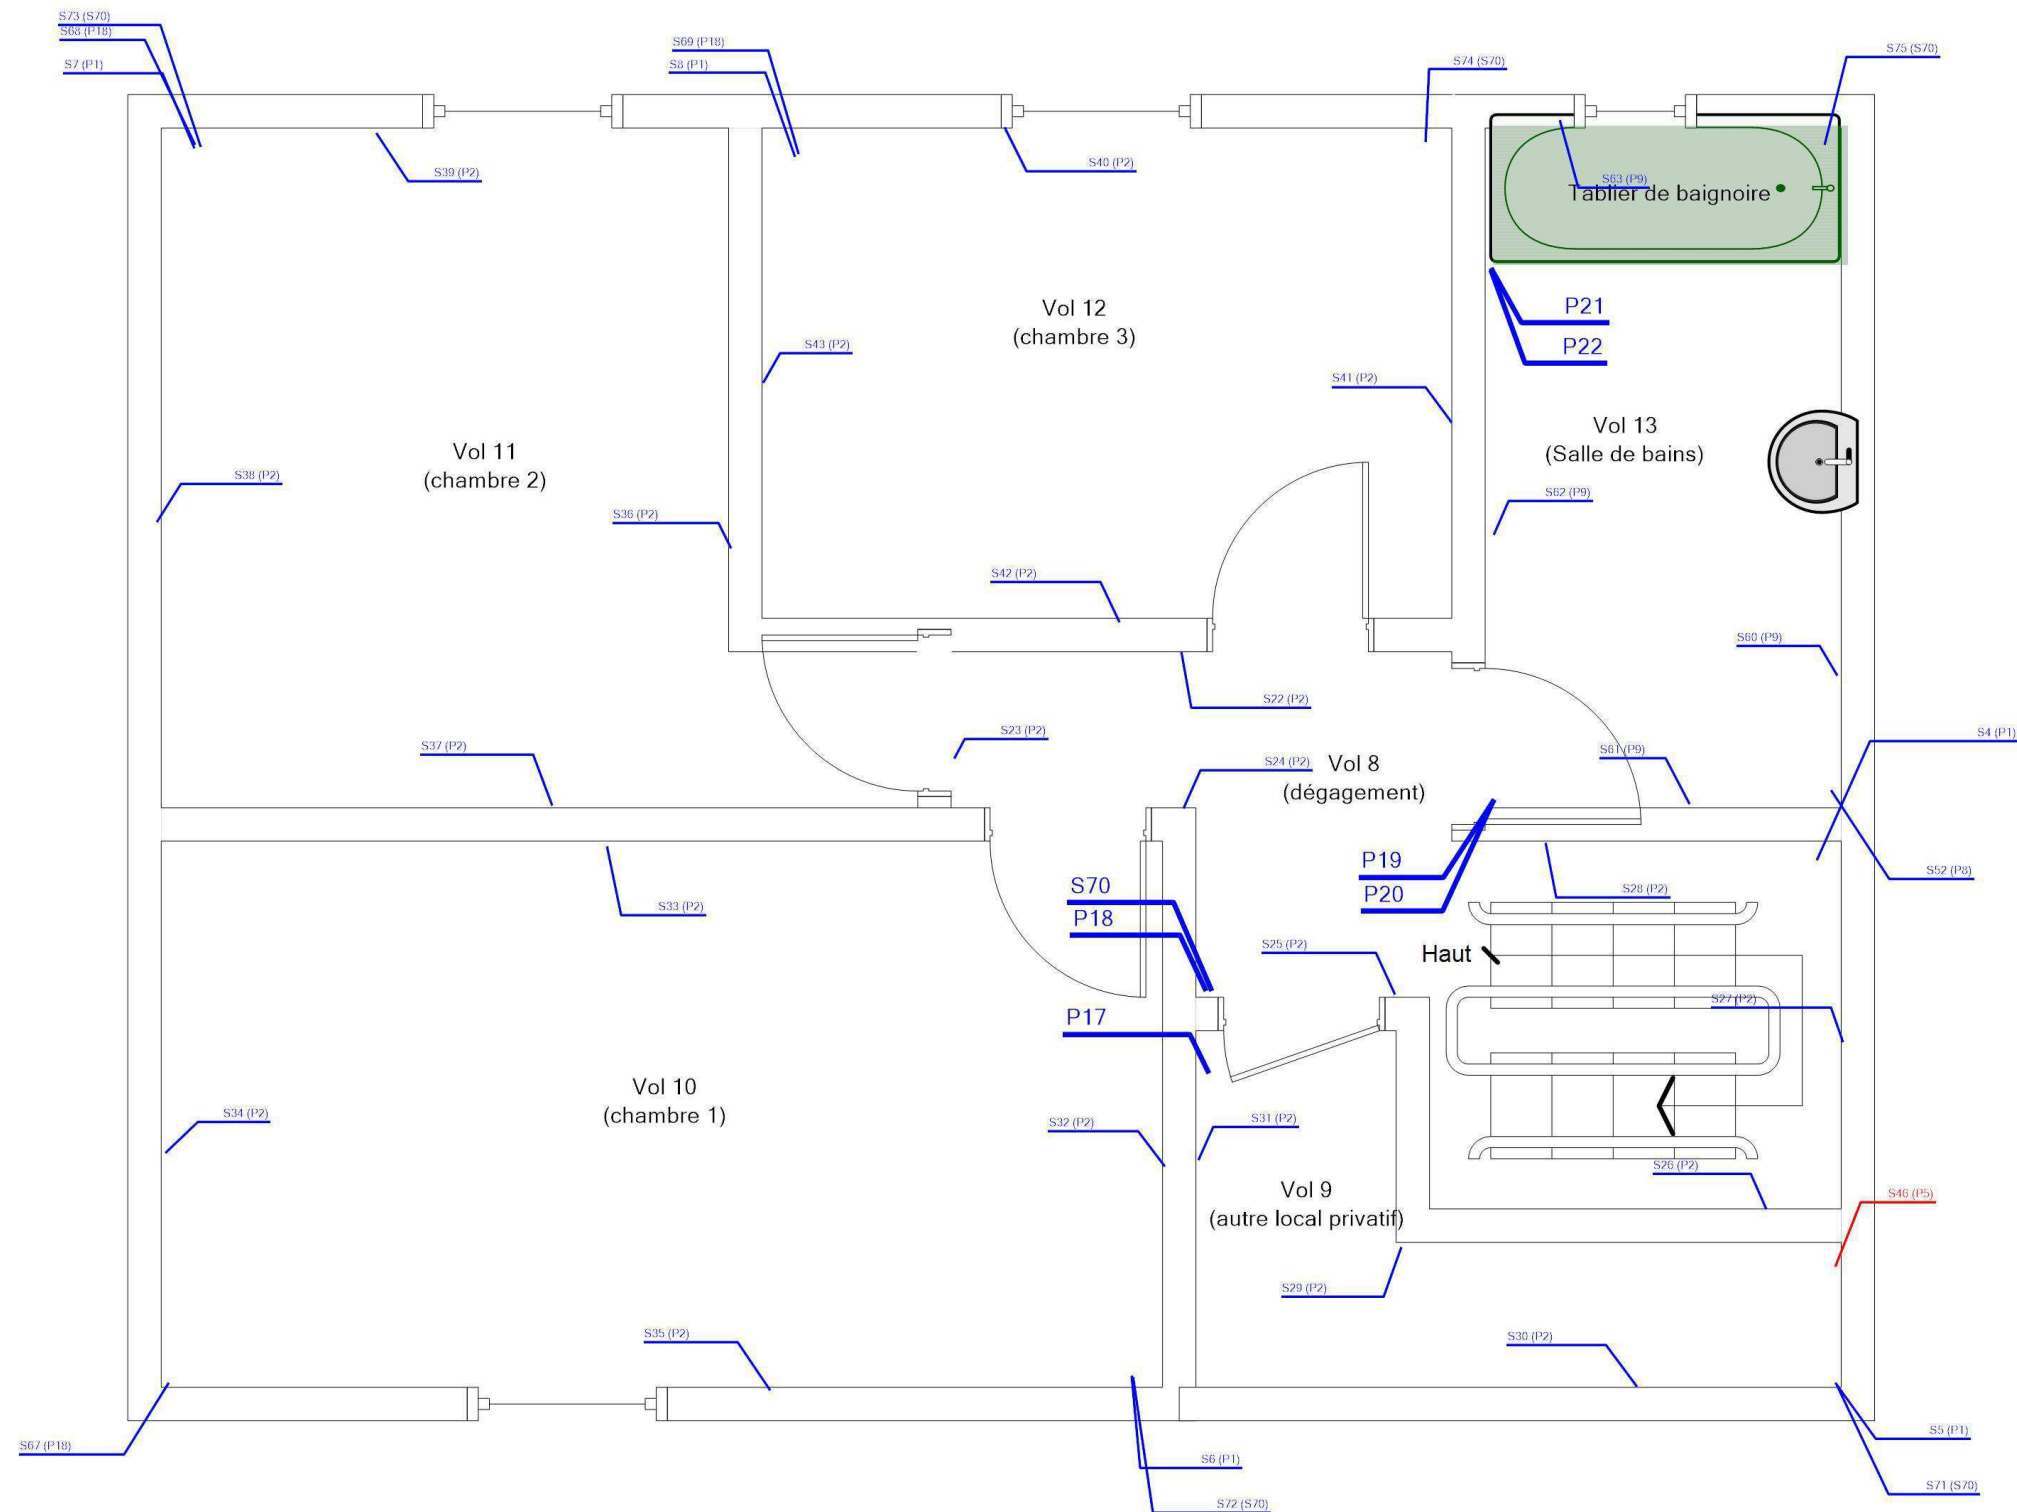 S73 (S70)
S68 (P18)
S7 (P1)
S69 (P18)
S8 (P1)
S74 (S70)
S75 (S70)
S39 (P2)
S40 (P2)
S63 (P9)
Tablier de baignoire
P21
P22
Vol 12
(chambre 3)
S43 (P2)
S41 (P2)
Vol 11
(chambre 2)
Vol 13
(Salle de bains)
S38 (P2)
S36 (P2)
S62 (P9)
S42 (P2)
S60 (P9)
S22 (P2)
S23 (P2)
S4 (P1)
S37 (P2)
S24 (P2)
Vol 8
(dégagement)
S61 (P9)
P19
P20
S52 (P8)
S28 (P2)
S33 (P2)
S70
P18
S25 (P2)
Haut
S27 (P2)
P17
Vol 10
(chambre 1)
S34 (P2)
S32 (P2)
S31 (P2)
S26 (P2)
Vol 9
(autre local privatif)
S46 (P5)
S29 (P2)
S35 (P2)
S30 (P2)
S67 (P18)
S6 (P1)
S72 (S70)
S5 (P1)
S71 (S70)